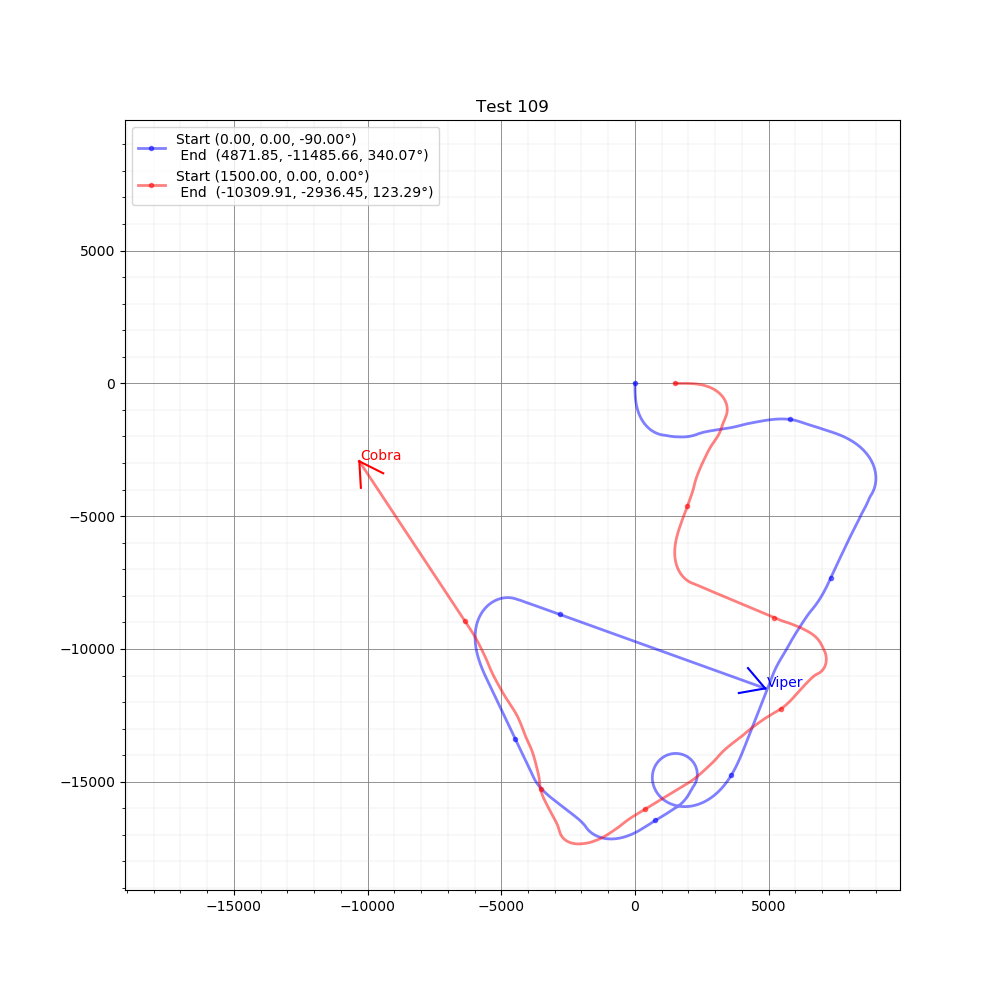 Test 109
Start (0.00, 0.00, -90.00°)
End (4871.85, -11485.66, 340.07°)
Start (1500.00, 0.00, 0.00°)
End (-10309.91, -2936.45, 123.29°)
5000
0
−5000
−10000
−15000
Cobra
Viper
−15000
−10000
−5000
0
5000